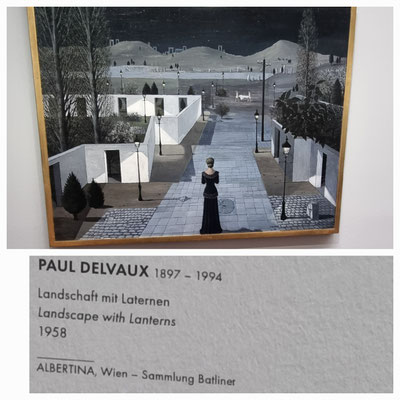 PAUL DELVAUX 1897 – 1994
Landschaft mit Laternen
Landscape with Lanterns
1958
ALBERTINA, Wien – Sammlung Batliner